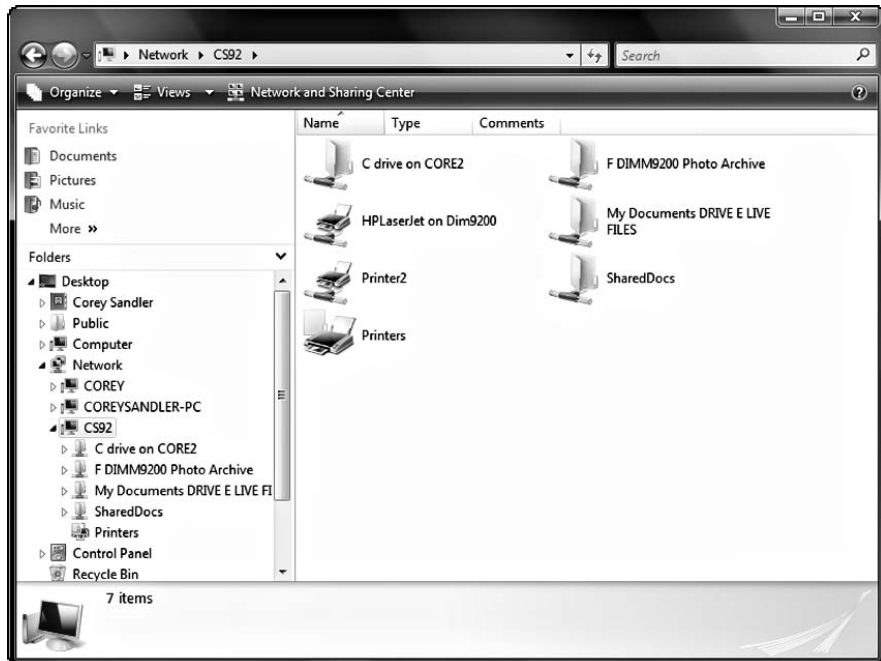 Network ▸ CS92 ▸
Search
Organize Views Network and Sharing Center
Favorite Links
Documents
Pictures
Music
More »
Folders
Desktop
Corey Sandler
Public
Computer
Network
COREY
COREYSANDLER-PC
CS92
C drive on CORE2
F DIMM9200 Photo Archive
My Documents DRIVE E LIVE FI
SharedDocs
Printers
Control Panel
Recycle Bin
Name Type Comments
C drive on CORE2
F DIMM9200 Photo Archive
HPLaserJet on Dim9200
My Documents DRIVE E LIVE
FILES
Printer2
SharedDocs
Printers
7 items